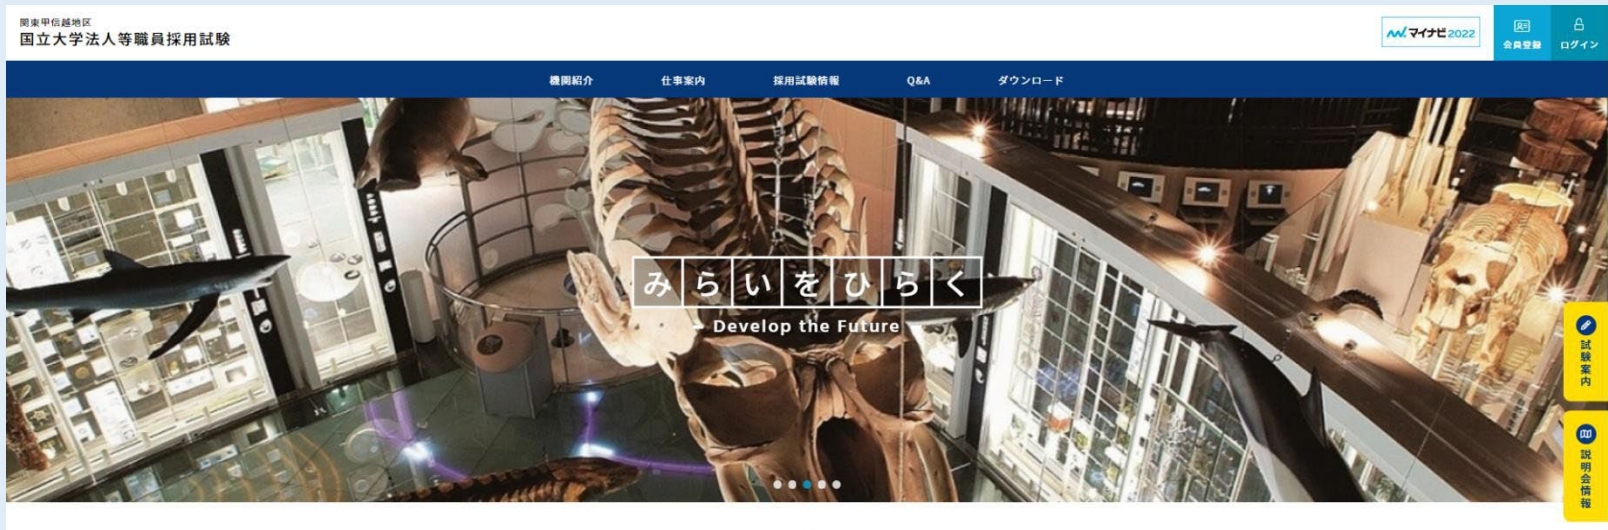 関東甲信越地区
国立大学法人等職員採用試験
マイナビ2022
会員登録
ログイン
機関紹介
仕事案内
採用試験情報
Q&A
ダウンロード
みらいをひらく
Develop the Future
試験案内
説明会情報